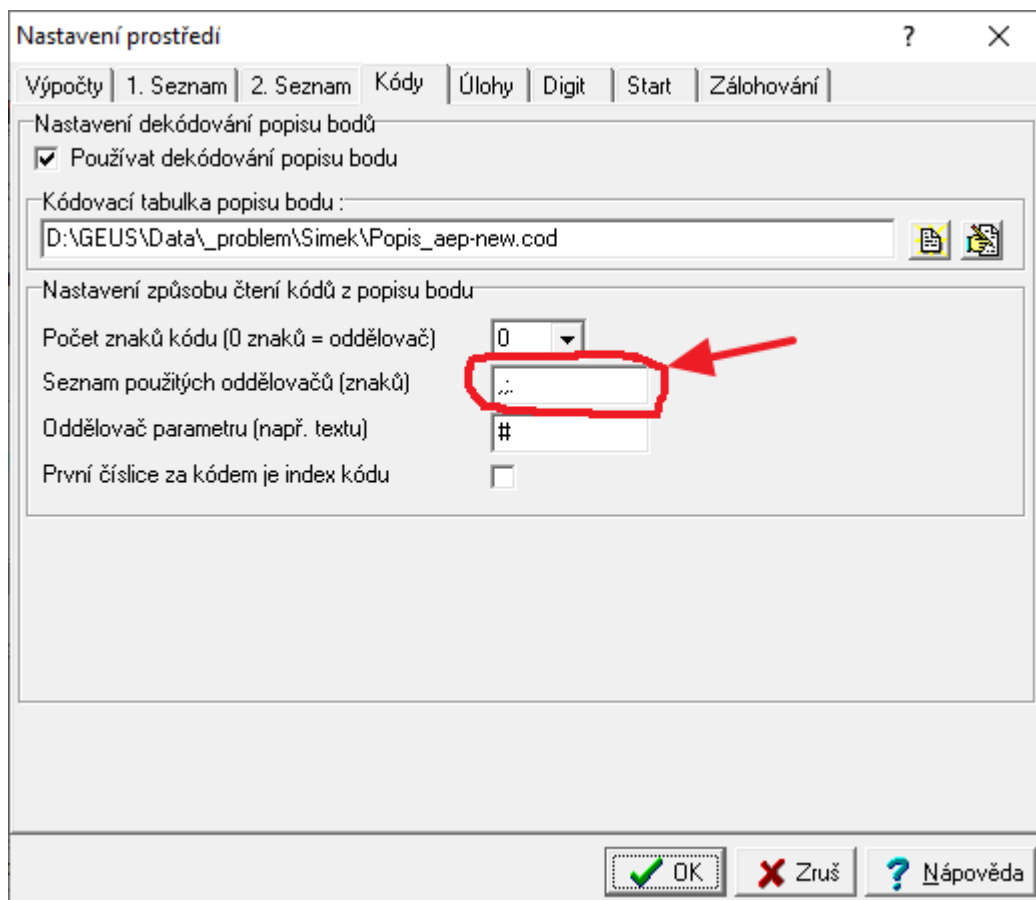 Nastavení prostředí
Výpočty 1. Seznam 2. Seznam Kódy Úlohy Digit Start Zálohování
Nastavení dekódování popisu bodů
Používat dekódování popisu bodu
Kódovací tabulka popisu bodu :
D:\GEUS\Data\_problem\Simek\Popis_aep-new.cod
Nastavení způsobu čtení kódů z popisu bodu
Počet znaků kódu (0 znaků = oddělovač) 0
Seznam použitých oddělovačů (znaků)
Oddělovač parametru (např. textu) #
První číslice za kódem je index kódu
OK Zruš Nápověda